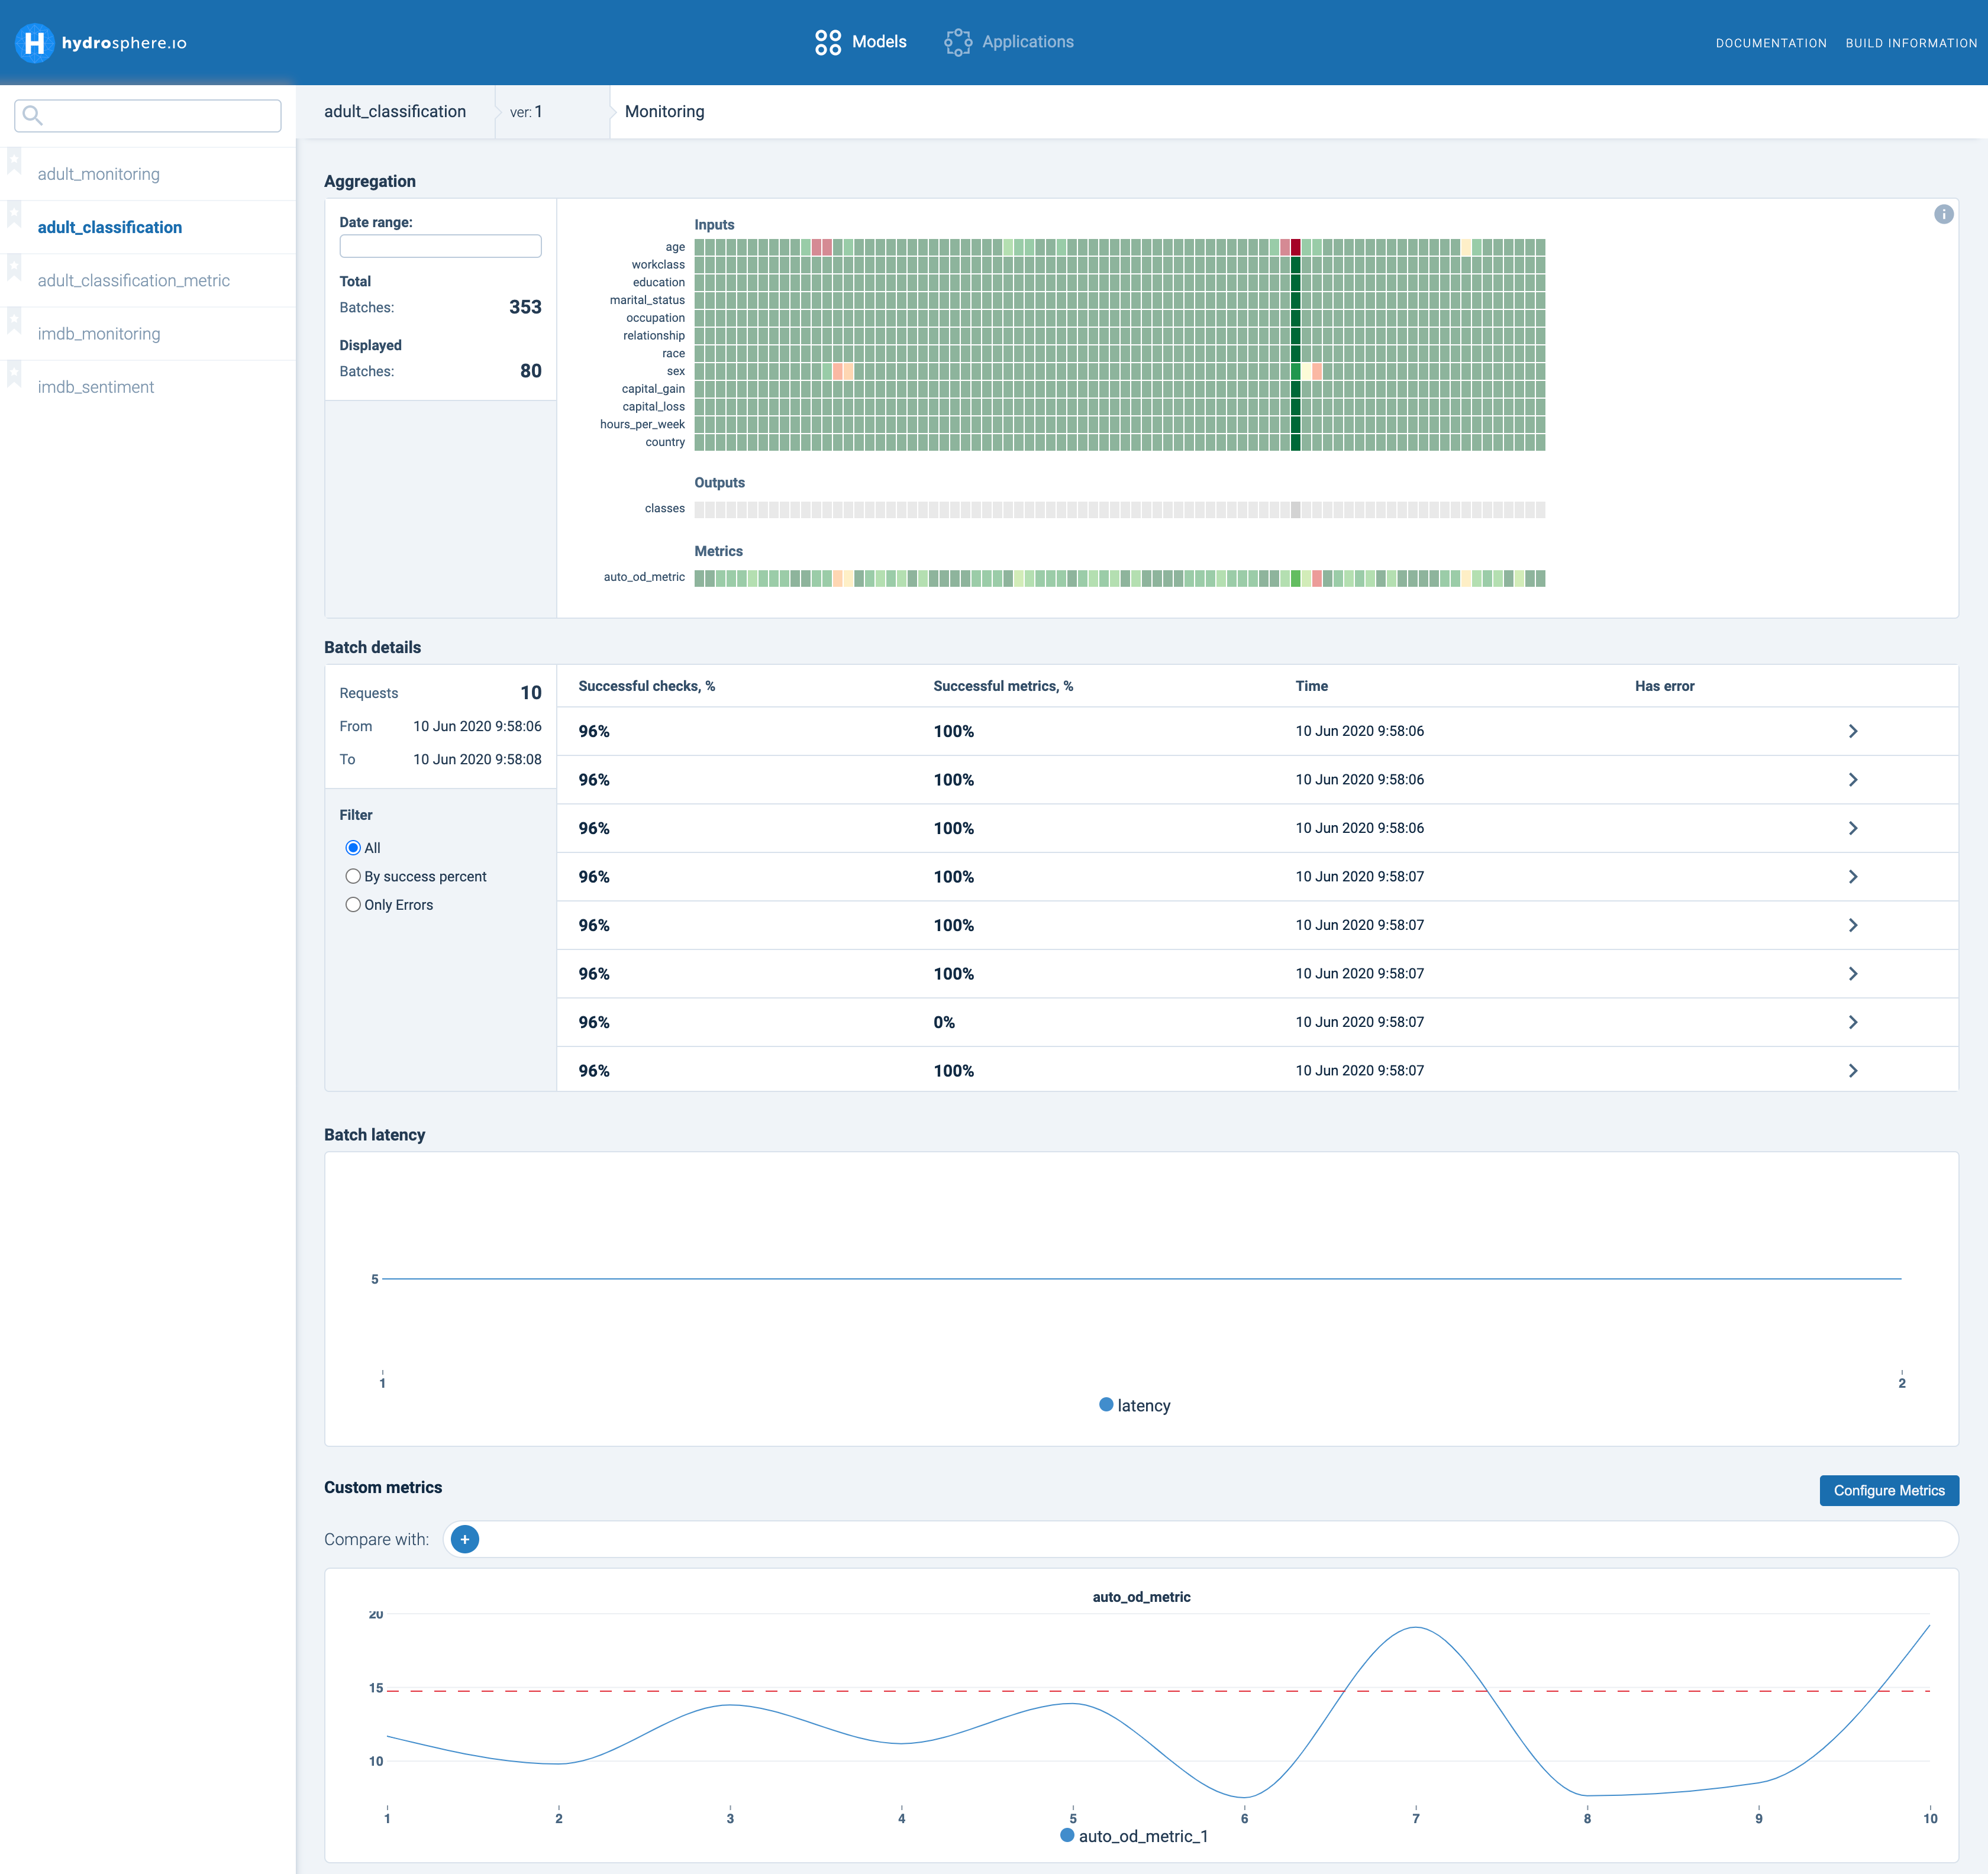 hydrosphere.io
Models
Applications
DOCUMENTATION
BUILD INFORMATION
adult_monitoring
adult_classification
adult_classification_metric
imdb_monitoring
imdb_sentiment
adult_classification
ver: 1
Monitoring
Aggregation
Date range:
Total
Batches: 353
Displayed
Batches: 80
Inputs
age
workclass
education
marital_status
occupation
relationship
race
sex
capital_gain
capital_loss
hours_per_week
country
Outputs
classes
Metrics
auto_od_metric
Batch details
Requests 10
From 10 Jun 2020 9:58:06
To 10 Jun 2020 9:58:08
Filter
All
By success percent
Only Errors
Successful checks, % Successful metrics, % Time Has error
96% 100% 10 Jun 2020 9:58:06
96% 100% 10 Jun 2020 9:58:06
96% 100% 10 Jun 2020 9:58:06
96% 100% 10 Jun 2020 9:58:07
96% 100% 10 Jun 2020 9:58:07
96% 100% 10 Jun 2020 9:58:07
96% 0% 10 Jun 2020 9:58:07
96% 100% 10 Jun 2020 9:58:07
Batch latency
5
1 2
latency
Custom metrics
Configure Metrics
Compare with:
+
auto_od_metric
20
15
10
1 2 3 4 5 6 7 8 9 10
auto_od_metric_1